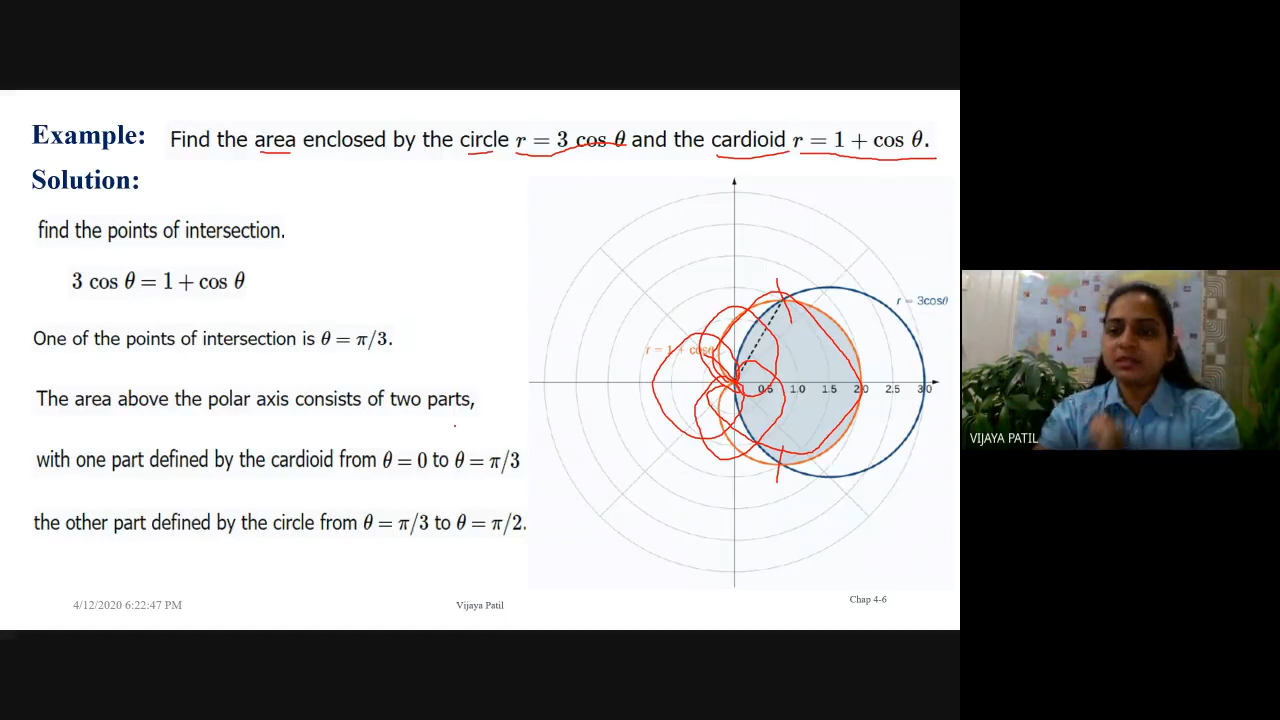 Example: Find the area enclosed by the circle r = 3 cos θ and the cardioid r = 1 + cos θ.
Solution:
find the points of intersection.
3 cos θ = 1 + cos θ
One of the points of intersection is θ = π/3.
The area above the polar axis consists of two parts,
with one part defined by the cardioid from θ = 0 to θ = π/3
the other part defined by the circle from θ = π/3 to θ = π/2.
r = 3cosθ
r = 1 + cosθ
0.5 1.0 1.5 2.0 2.5 3.0
4/12/2020 6:22:47 PM
Vijaya Patil
Chap 4-6
VIJAYA PATIL